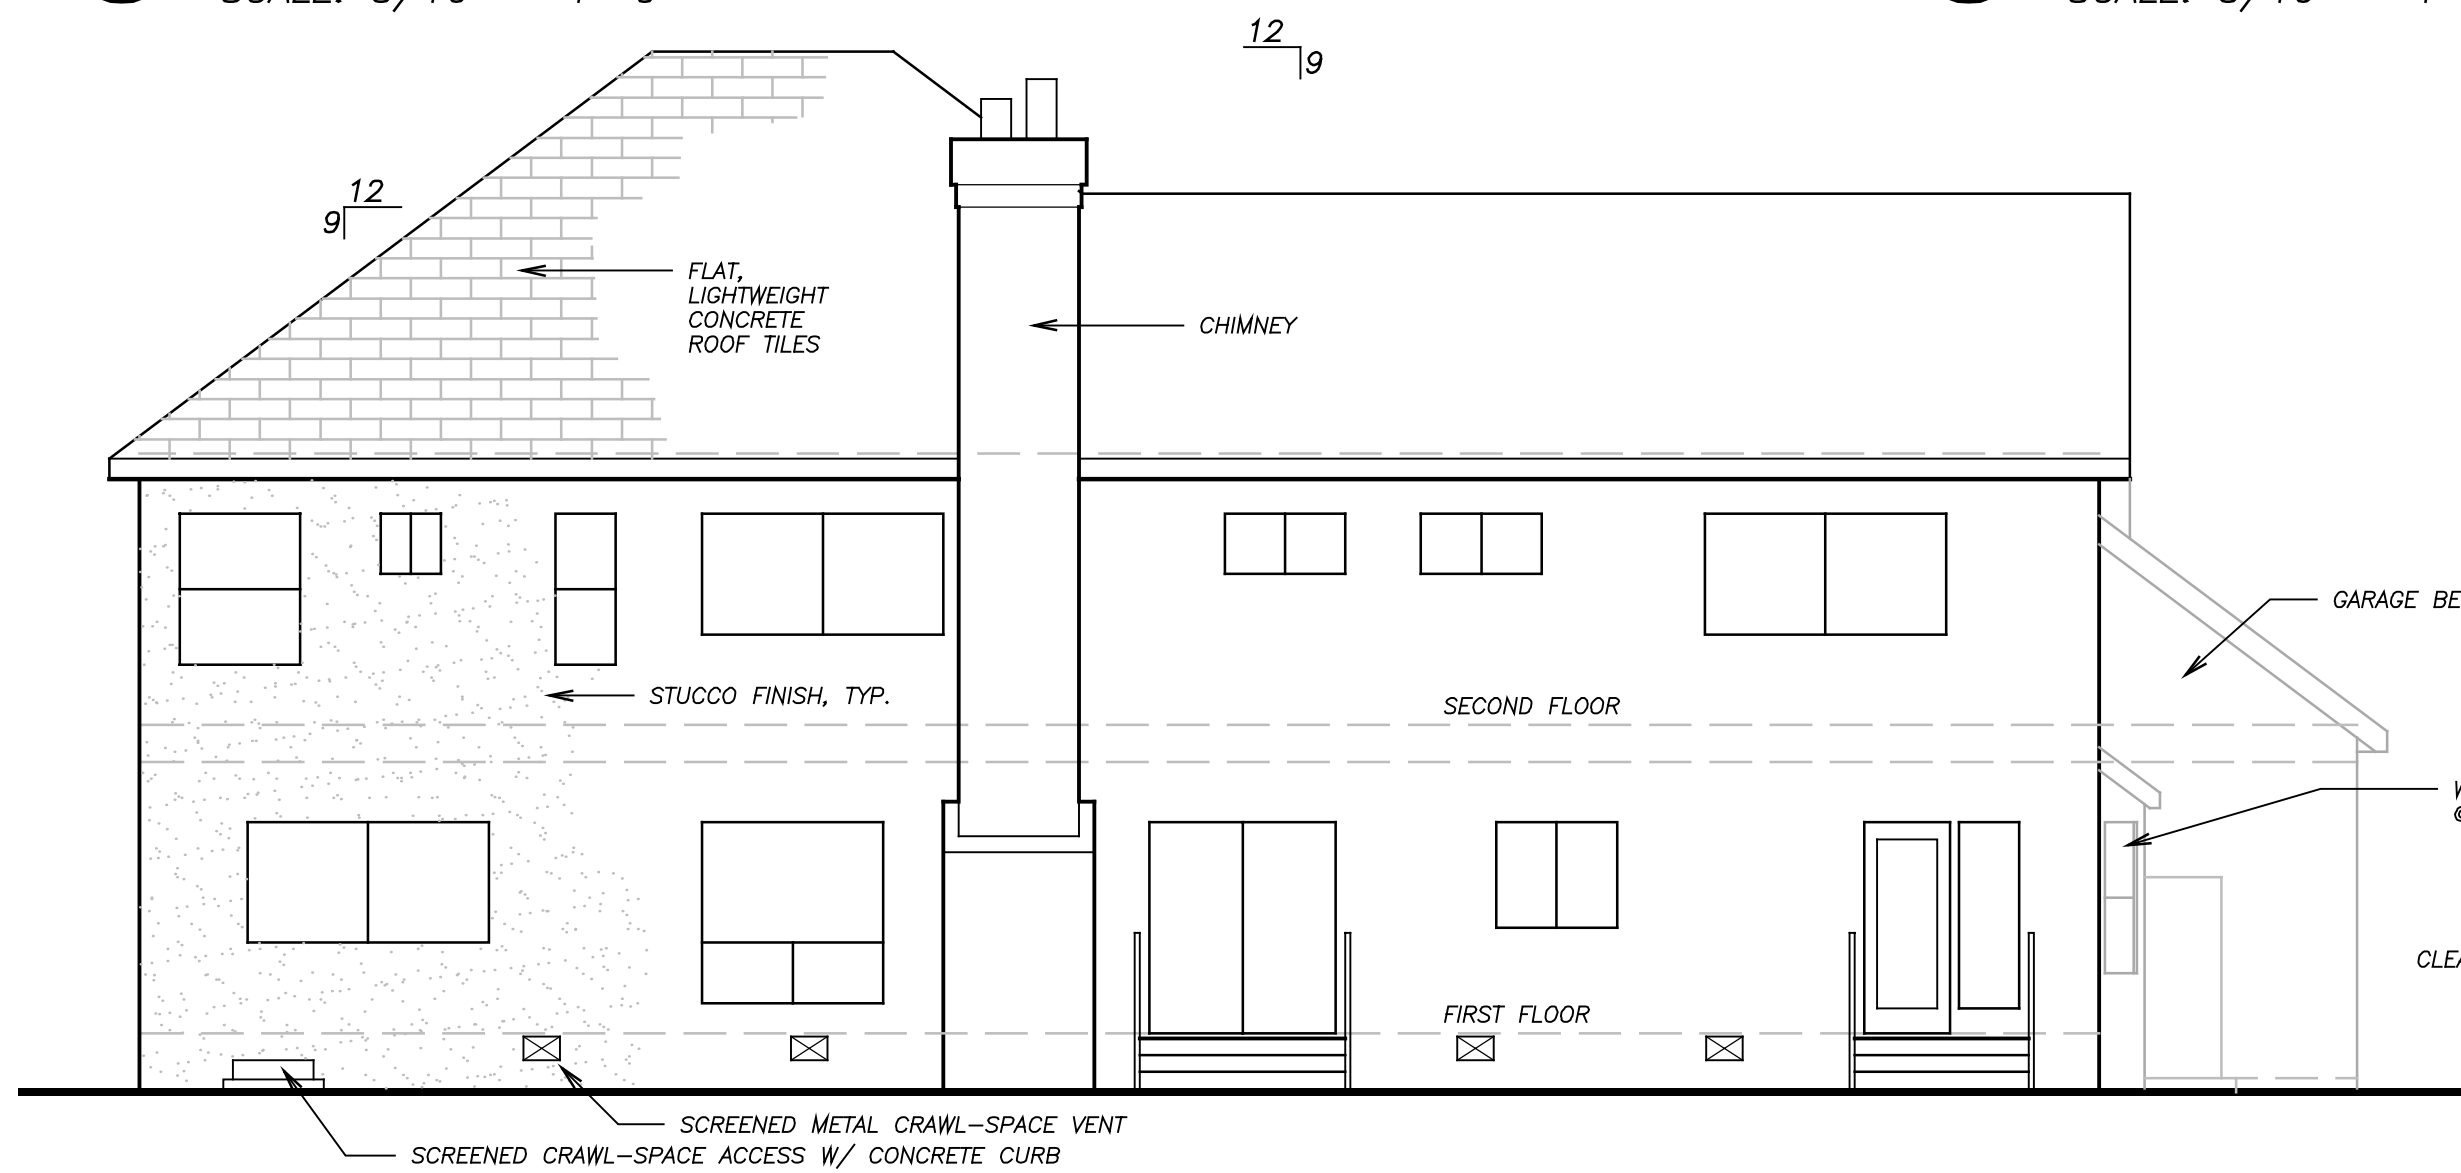 12
9
12
9
FLAT,
LIGHTWEIGHT
CONCRETE
ROOF TILES
CHIMNEY
GARAGE
STUCCO FINISH, TYP.
SECOND FLOOR
FIRST FLOOR
SCREENED METAL CRAWL-SPACE VENT
SCREENED CRAWL-SPACE ACCESS W/ CONCRETE CURB